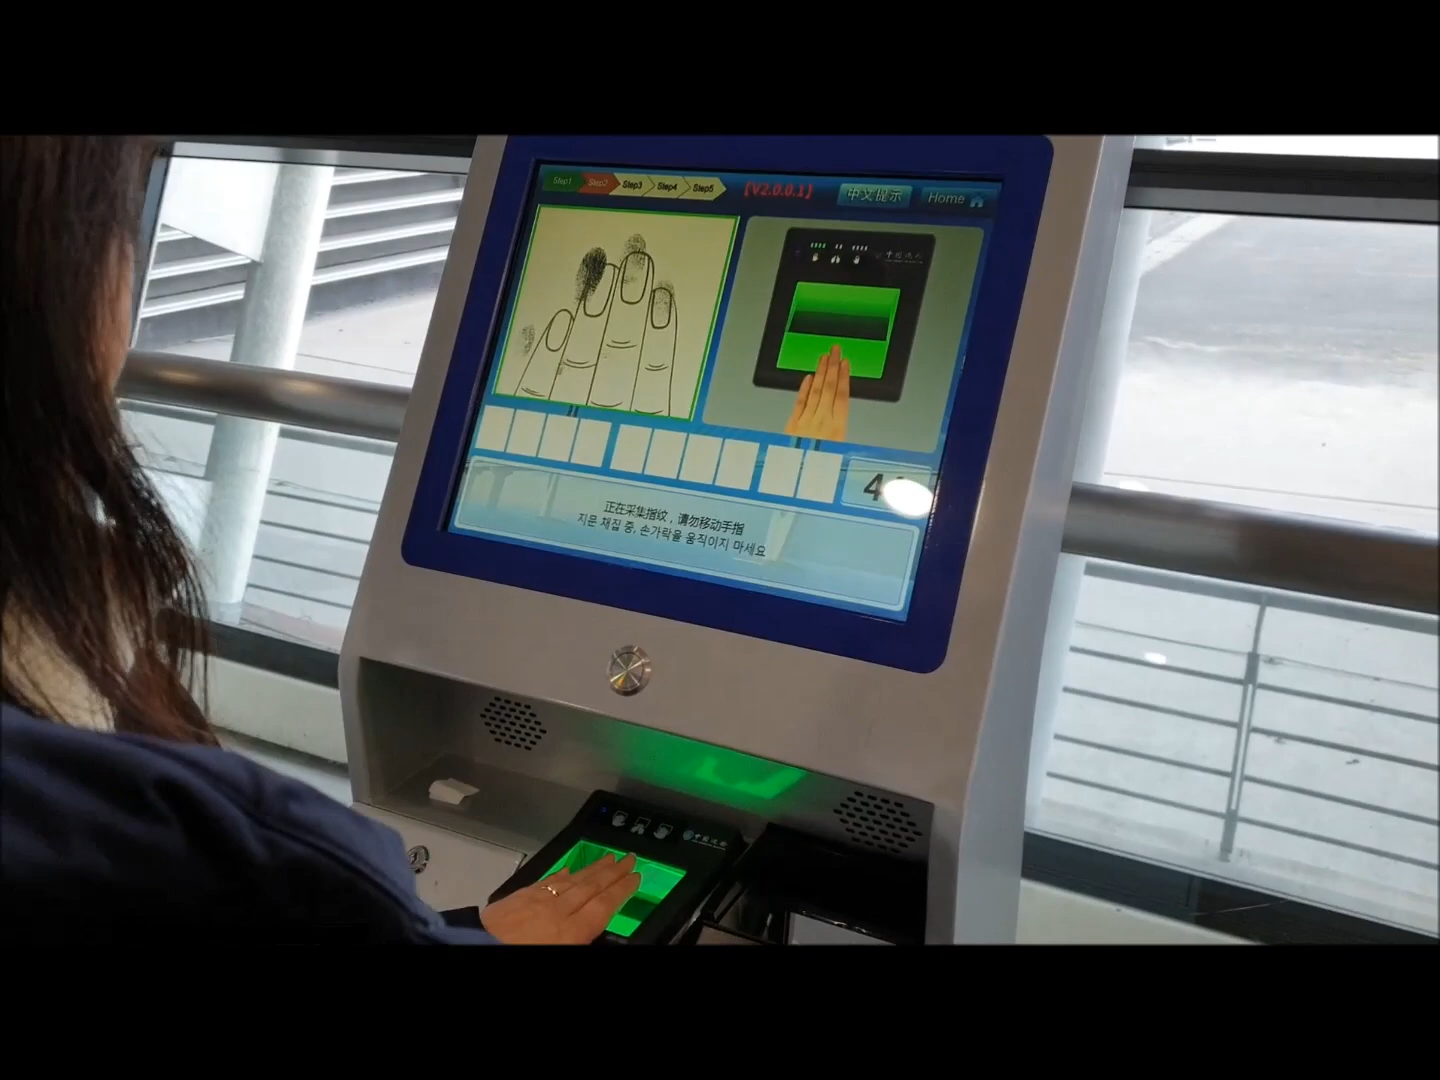 Step1 Step2 Step3 Step4 Step5
[V2.0.0.1]
中文提示
Home
4
正在采集指纹，请勿移动手指
지문 채집 중, 손가락을 움직이지 마세요